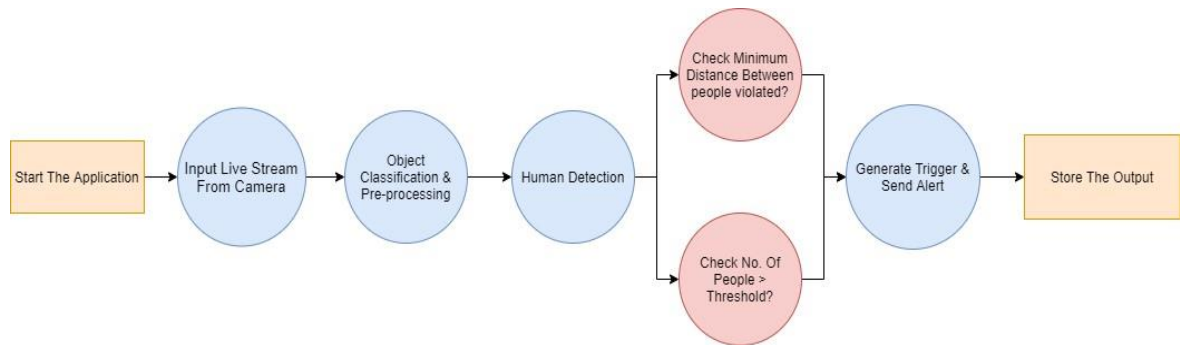 Start The Application
Input Live Stream
From Camera
Object
Classification &
Pre-processing
Human Detection
Check Minimum
Distance Between
people violated?
Check No. Of
People >
Threshold?
Generate Trigger &
Send Alert
Store The Output